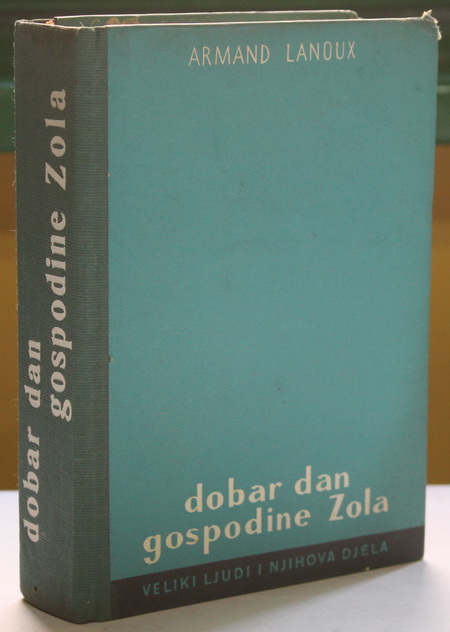 dobar dan
gospodine Zola
ARMAND LANOUX
dobar dan
gospodine Zola
VELIKI LJUDI I NJIHOVA DJELA